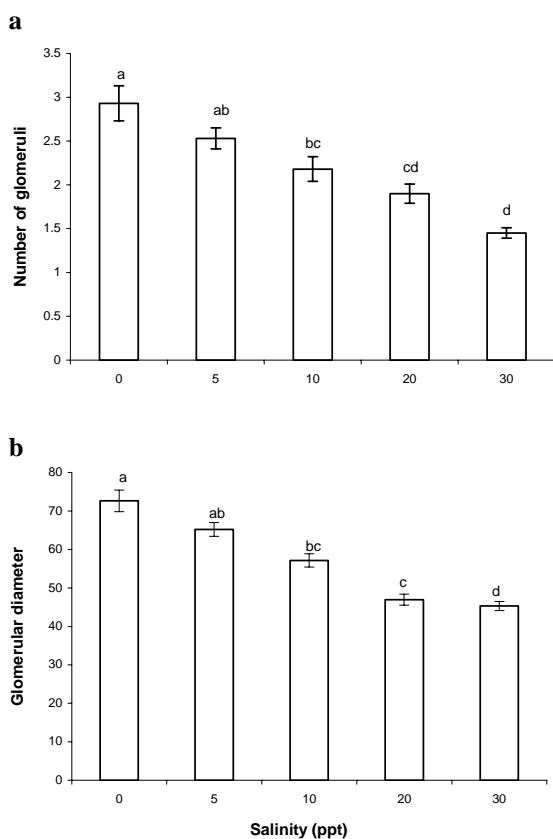 a
Number of glomeruli
3.5
3
2.5
2
1.5
1
0.5
0
a
ab
bc
cd
d
0 5 10 20 30
b
Glomerular diameter
80
70
60
50
40
30
20
10
0
a
ab
bc
c
d
0 5 10 20 30
Salinity (ppt)